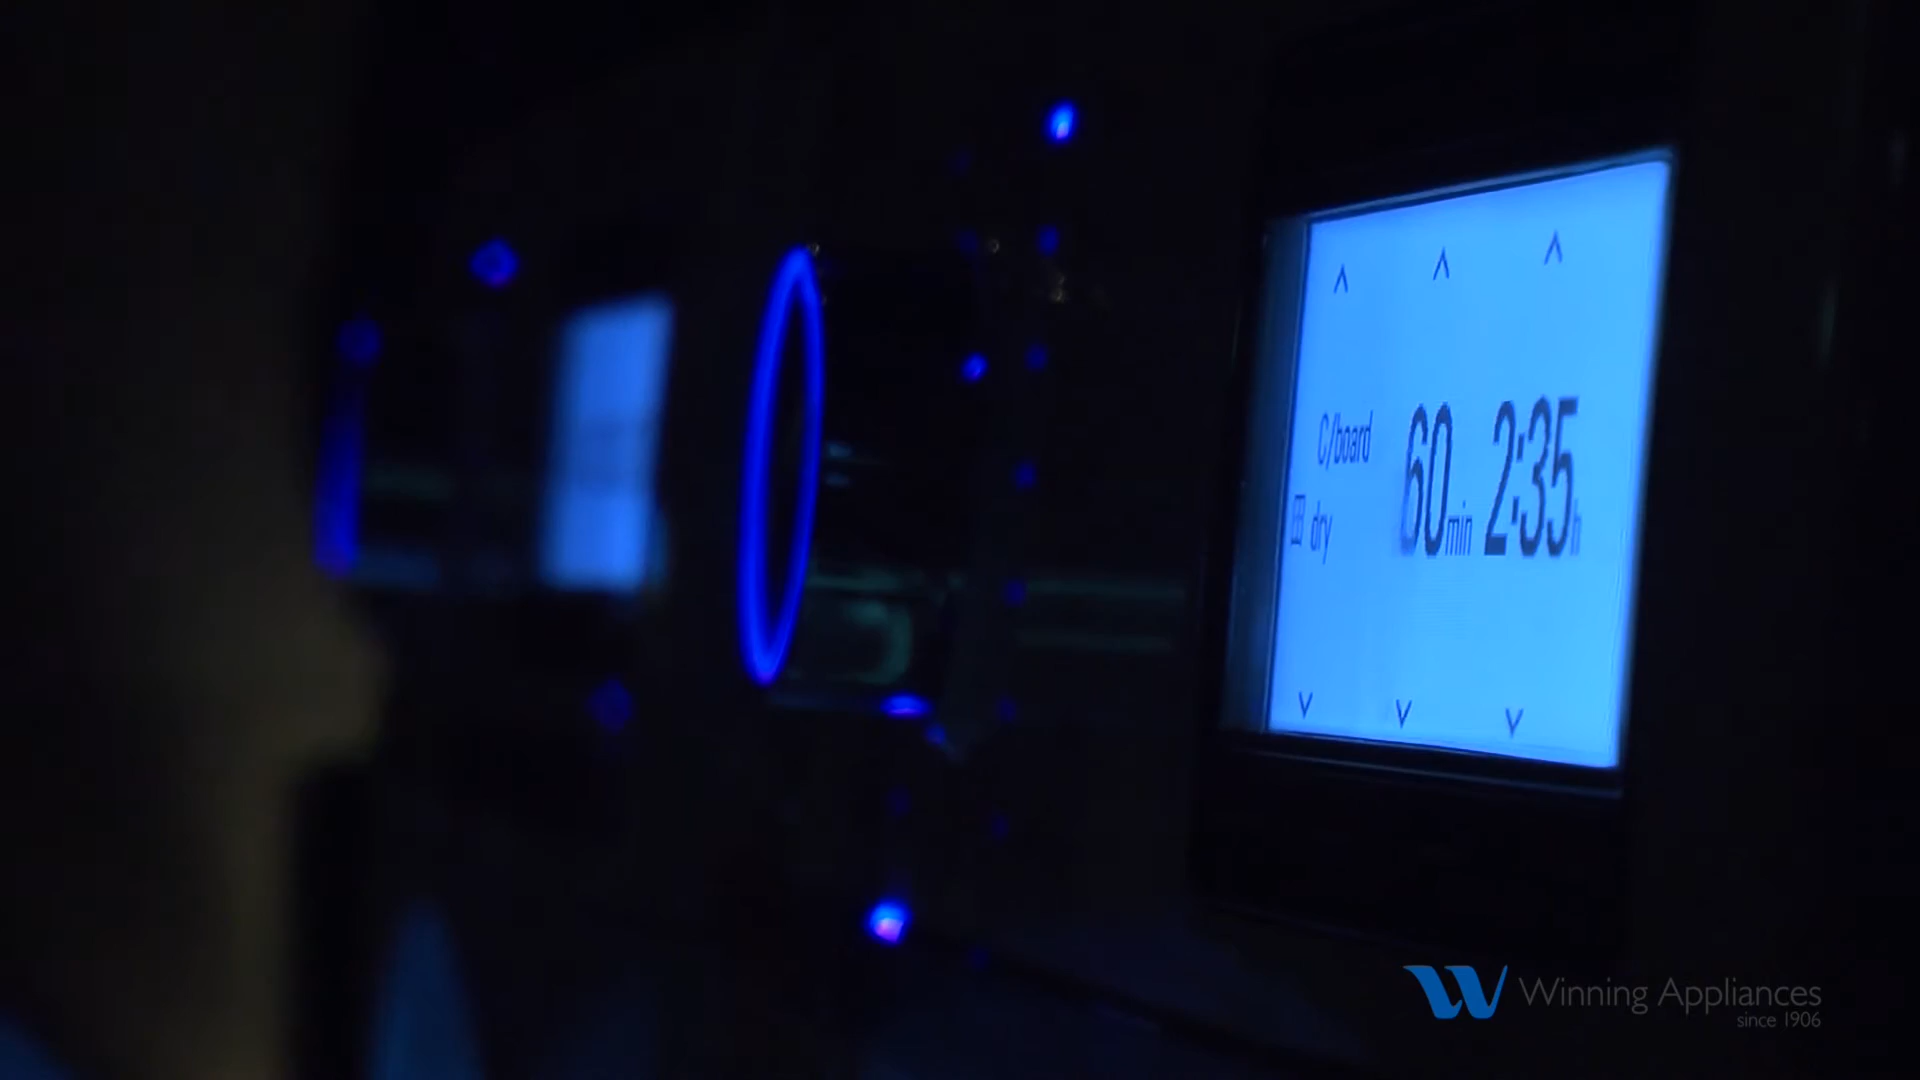 C/board
dry
60min 2:35h
Winning Appliances
since 1906